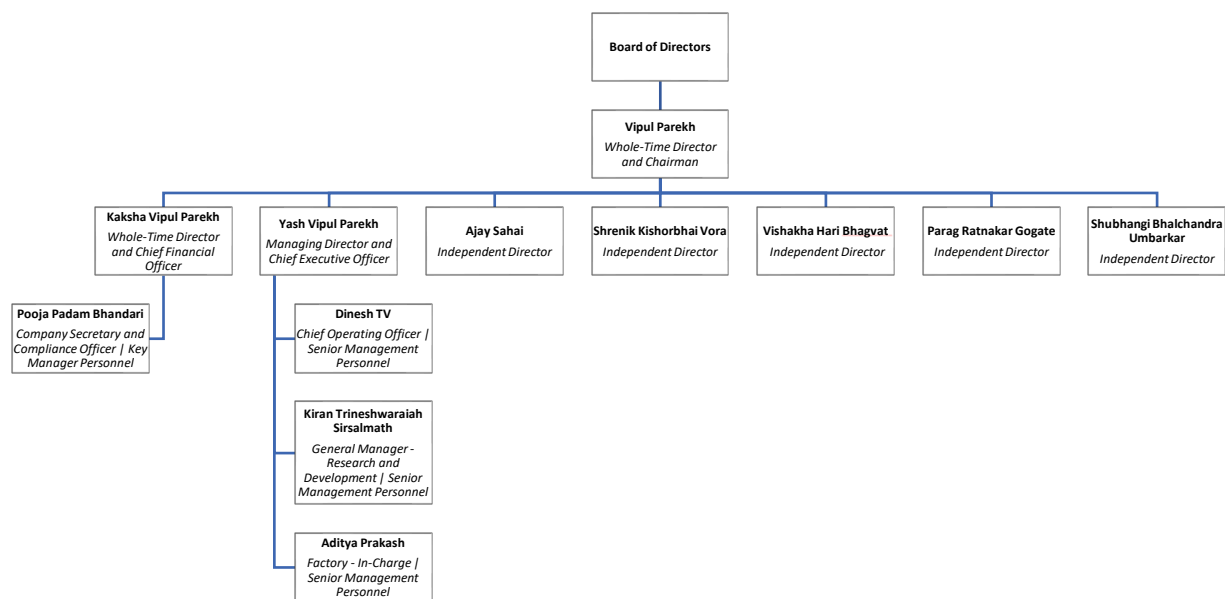 Board of Directors
Vipul Parekh
Whole-Time Director
and Chairman
Kaksha Vipul Parekh
Whole-Time Director
and Chief Financial
Officer
Yash Vipul Parekh
Managing Director and
Chief Executive Officer
Ajay Sahai
Independent Director
Shrenik Kishorbhai Vora
Independent Director
Vishakha Hari Bhagvat
Independent Director
Parag Ratnakar Gogate
Independent Director
Shubhangi Bhalchandra
Umbarkar
Independent Director
Pooja Padam Bhandari
Company Secretary and
Compliance Officer | Key
Manager Personnel
Dinesh TV
Chief Operating Officer |
Senior Management
Personnel
Kiran Trineshwaraiah
Sirsalmath
General Manager -
Research and
Development | Senior
Management Personnel
Aditya Prakash
Factory - In-Charge |
Senior Management
Personnel